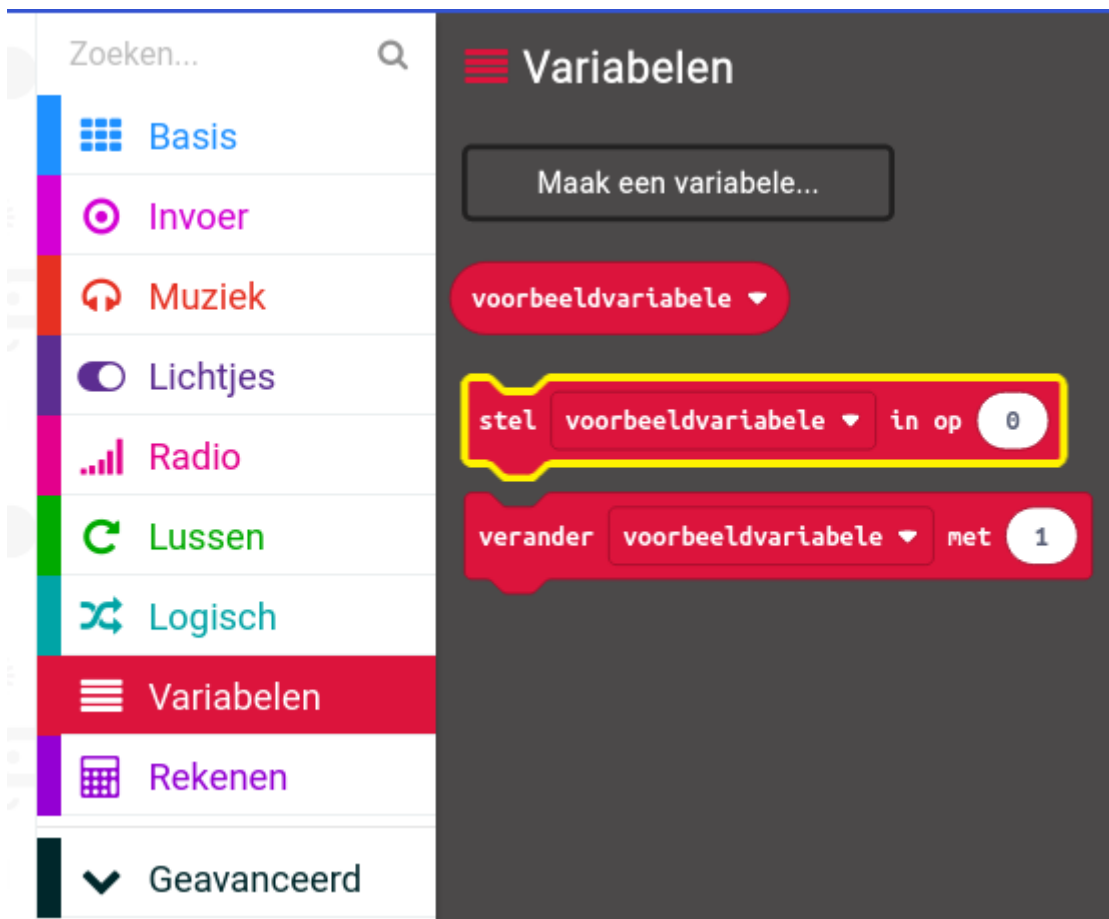 Zoeken...
Basis
Invoer
Muziek
Lichtjes
Radio
Lussen
Logisch
Variabelen
Rekenen
Geavanceerd
Variabelen
Maak een variabele...
voorbeeldvariabele
stel voorbeeldvariabele in op 0
verander voorbeeldvariabele met 1